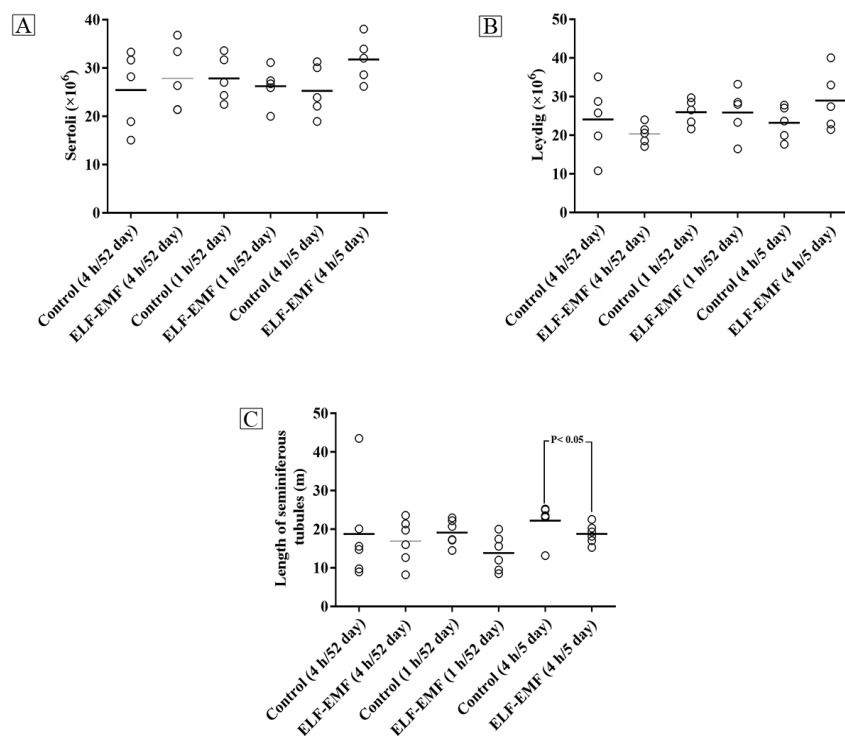 A
Sertoli (×10⁶)
40
30
20
10
0
Control (4 h/52 day)
ELF-EMF (4 h/52 day)
Control (1 h/52 day)
ELF-EMF (1 h/52 day)
Control (4 h/5 day)
ELF-EMF (4 h/5 day)
B
Leydig (×10⁶)
50
40
30
20
10
0
Control (4 h/52 day)
ELF-EMF (4 h/52 day)
Control (1 h/52 day)
ELF-EMF (1 h/52 day)
Control (4 h/5 day)
ELF-EMF (4 h/5 day)
C
Length of seminiferous
tubules (m)
50
40
30
20
10
0
P< 0.05
Control (4 h/52 day)
ELF-EMF (4 h/52 day)
Control (1 h/52 day)
ELF-EMF (1 h/52 day)
Control (4 h/5 day)
ELF-EMF (4 h/5 day)